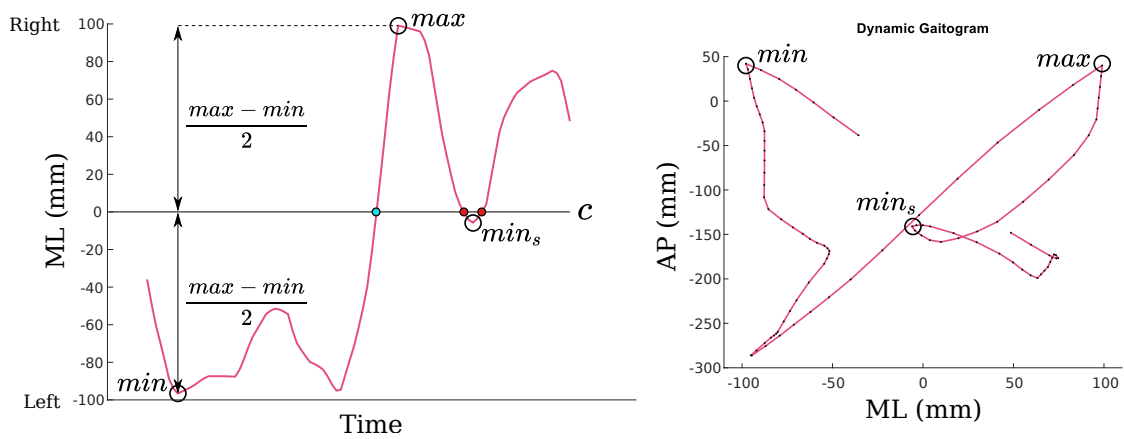 Right
100
80
60
40
20
0
-20
-40
-60
-80
-100
Left
ML (mm)
Time
max
max − min
2
c
min_s
max − min
2
min
Dynamic Gaitogram
50
0
-50
-100
-150
-200
-250
-300
AP (mm)
min
max
min_s
-100 -50 0 50 100
ML (mm)